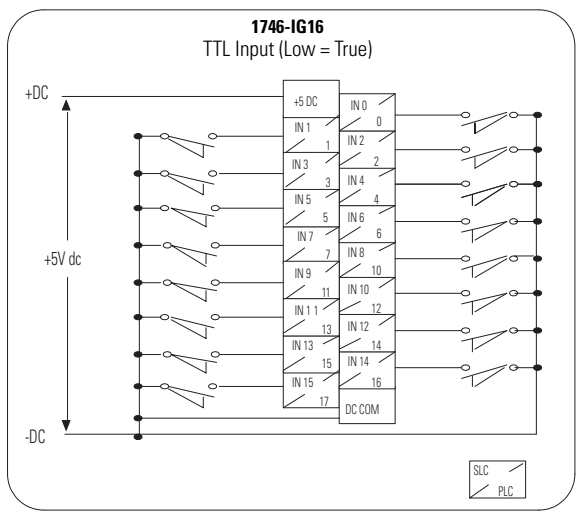 1746-IG16
TTL Input (Low = True)
+DC
+5 DC
IN 0
0
IN 1
1
IN 2
2
IN 3
3
IN 4
4
IN 5
5
IN 6
6
IN 7
7
IN 8
10
+5V dc
IN 9
11
IN 10
12
IN 1 1
13
IN 12
14
IN 13
15
IN 14
16
IN 15
17
DC COM
-DC
SLC
PLC